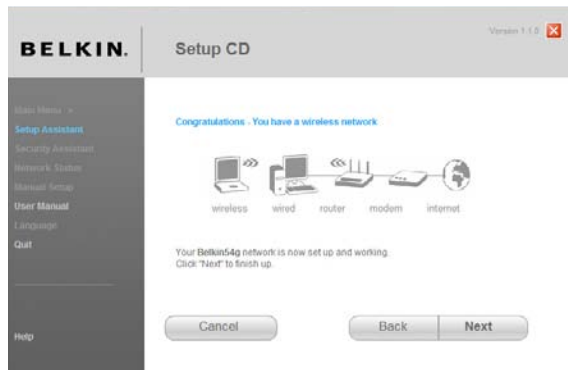 BELKIN.
Setup CD
Version 1.1.0
Main Menu >
Setup Assistant
Security Assistant
Network Status
Manual Setup
User Manual
Language
Quit
Help
Congratulations - You have a wireless network
wireless wired router modem internet
Your Belkin54g network is now set up and working.
Click "Next" to finish up.
Cancel
Back
Next